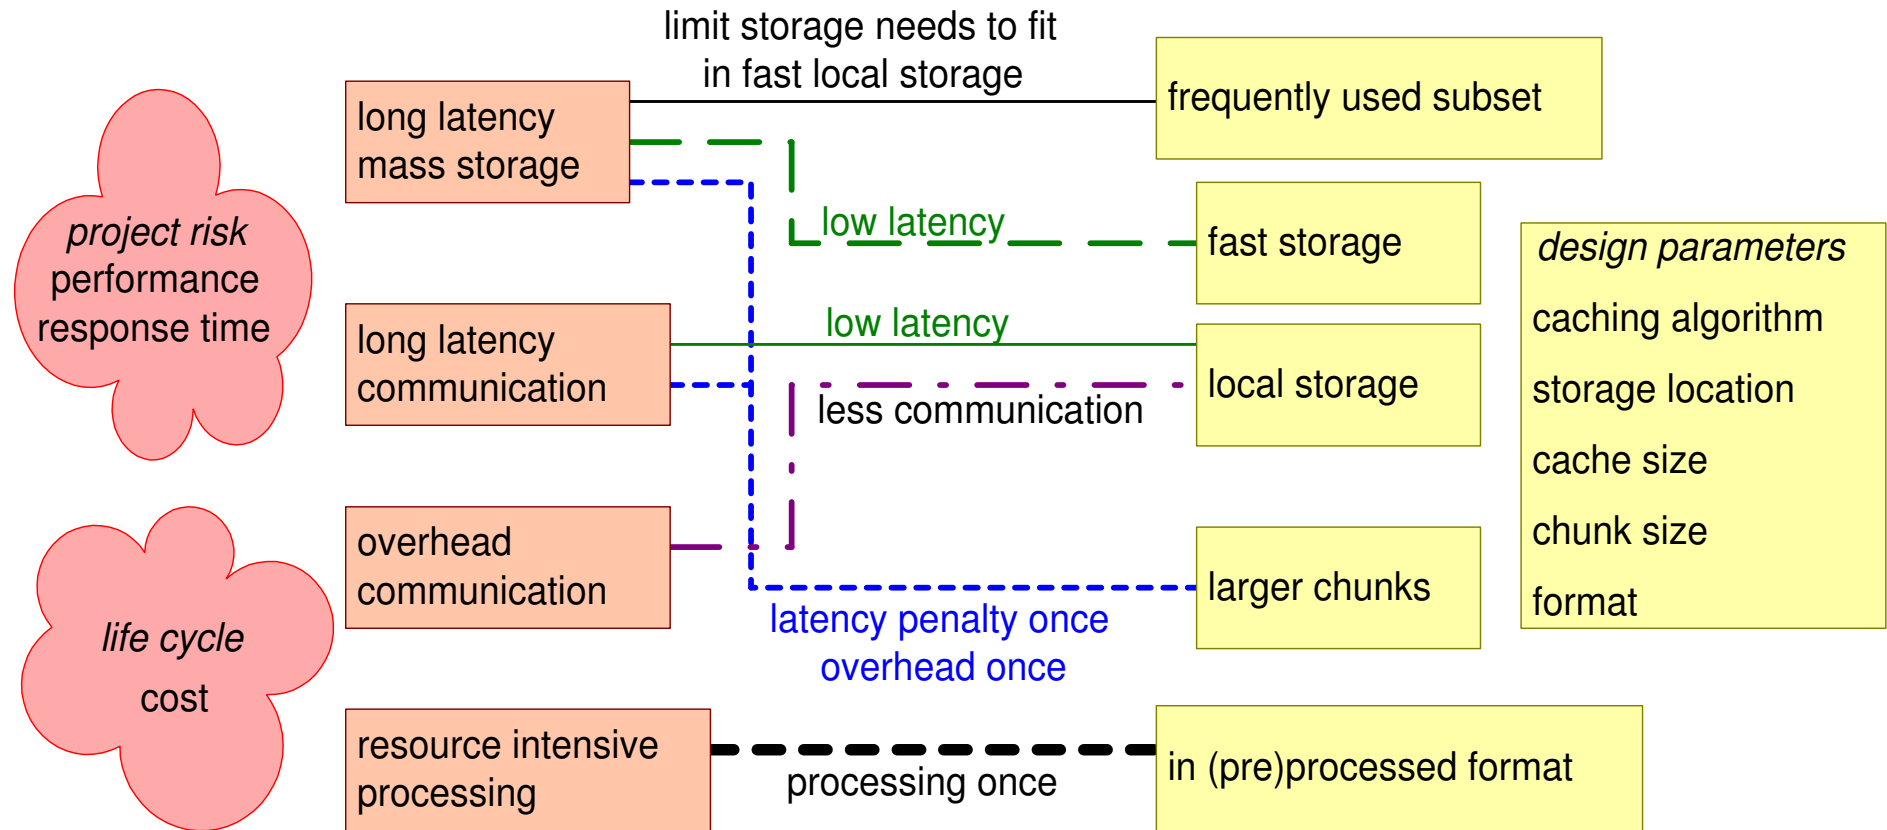 limit storage needs to fit
in fast local storage
project risk
performance
response time
life cycle
cost
long latency
mass storage
long latency
communication
overhead
communication
resource intensive
processing
low latency
low latency
less communication
latency penalty once
overhead once
processing once
frequently used subset
fast storage
local storage
larger chunks
in (pre)processed format
design parameters
caching algorithm
storage location
cache size
chunk size
format